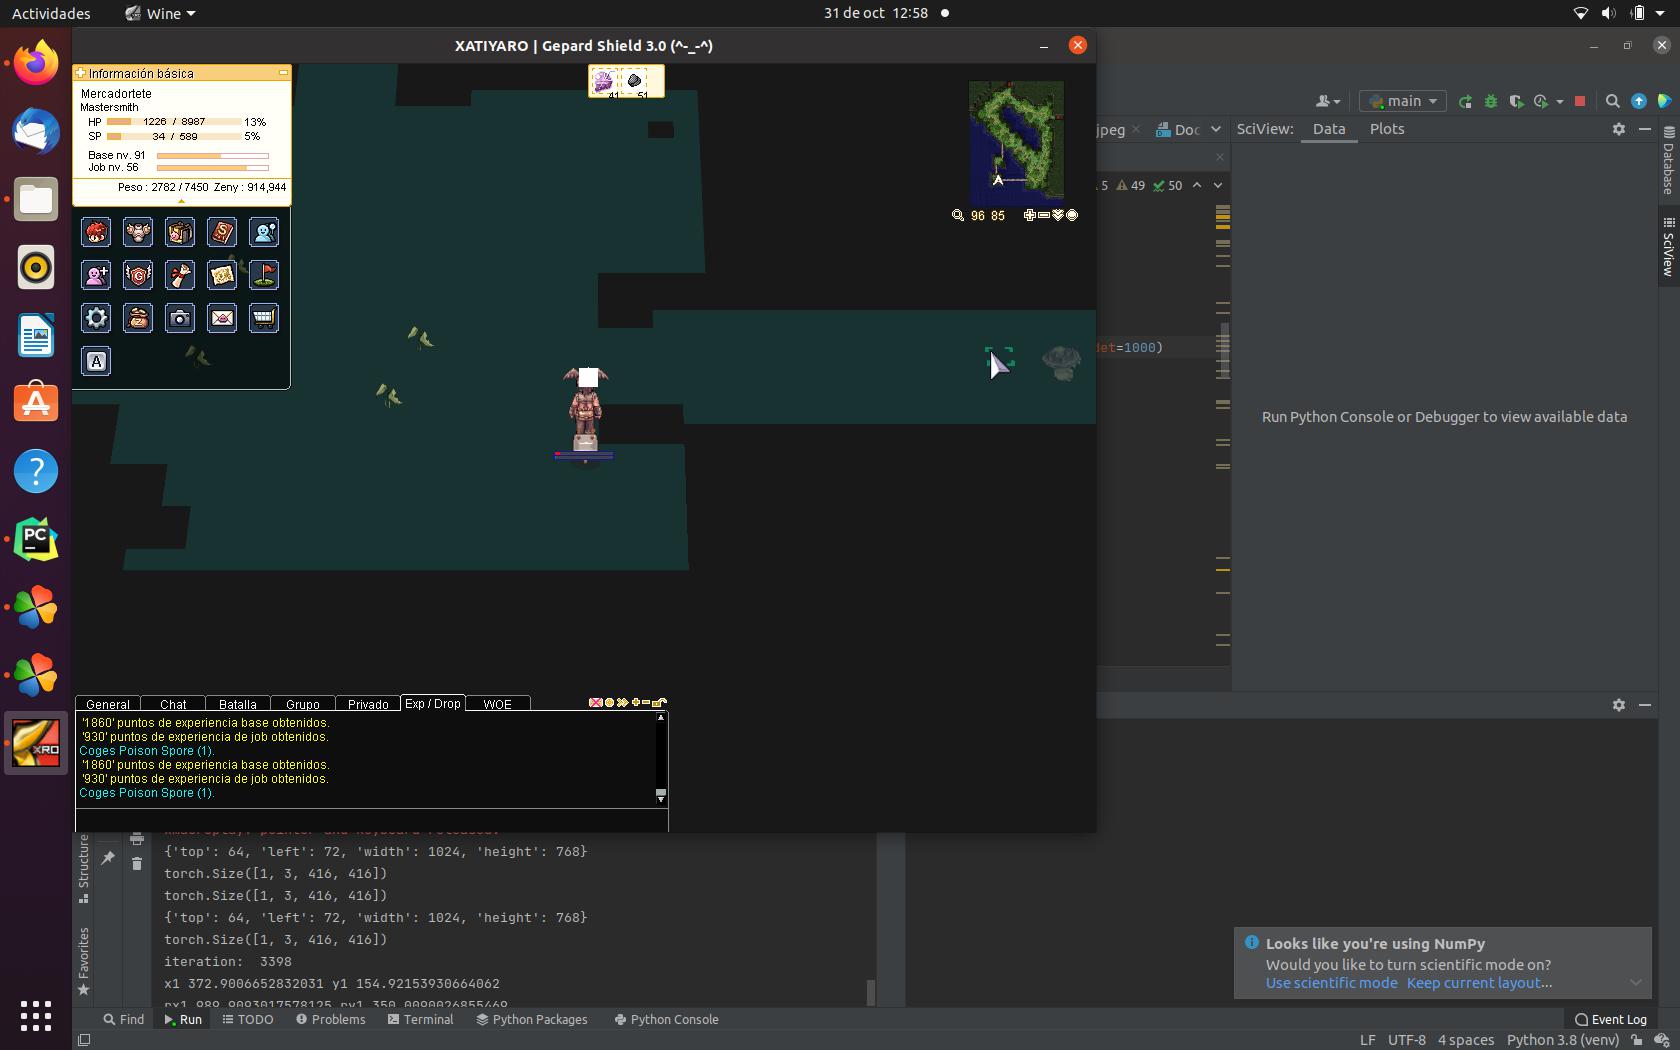 Actividades
Wine
31 de oct 12:58
XATIYARO | Gepard Shield 3.0 (^-_-^)
Información básica
Mercadortete
Mastersmith
HP 1226 / 8987 13%
SP 34 / 589 5%
Base nv. 91
Job nv. 56
Peso : 2782 / 7450 Zeny : 914,944
A
41 51
96 85
main
jpeg
Doc
SciView: Data Plots
5 49 50
det=1000)
Run Python Console or Debugger to view available data
Database
SciView
General Chat Batalla Grupo Privado Exp / Drop WOE
'1860' puntos de experiencia base obtenidos.
'930' puntos de experiencia de job obtenidos.
Coges Poison Spore (1).
'1860' puntos de experiencia base obtenidos.
'930' puntos de experiencia de job obtenidos.
Coges Poison Spore (1).
PC
XRO
Structure
Favorites
{'top': 64, 'left': 72, 'width': 1024, 'height': 768}
torch.Size([1, 3, 416, 416])
torch.Size([1, 3, 416, 416])
{'top': 64, 'left': 72, 'width': 1024, 'height': 768}
torch.Size([1, 3, 416, 416])
iteration: 3398
x1 372.9006652832031 y1 154.92153930664062
Looks like you're using NumPy
Would you like to turn scientific mode on?
Use scientific mode Keep current layout...
Find Run TODO Problems Terminal Python Packages Python Console
Event Log
LF UTF-8 4 spaces Python 3.8 (venv)